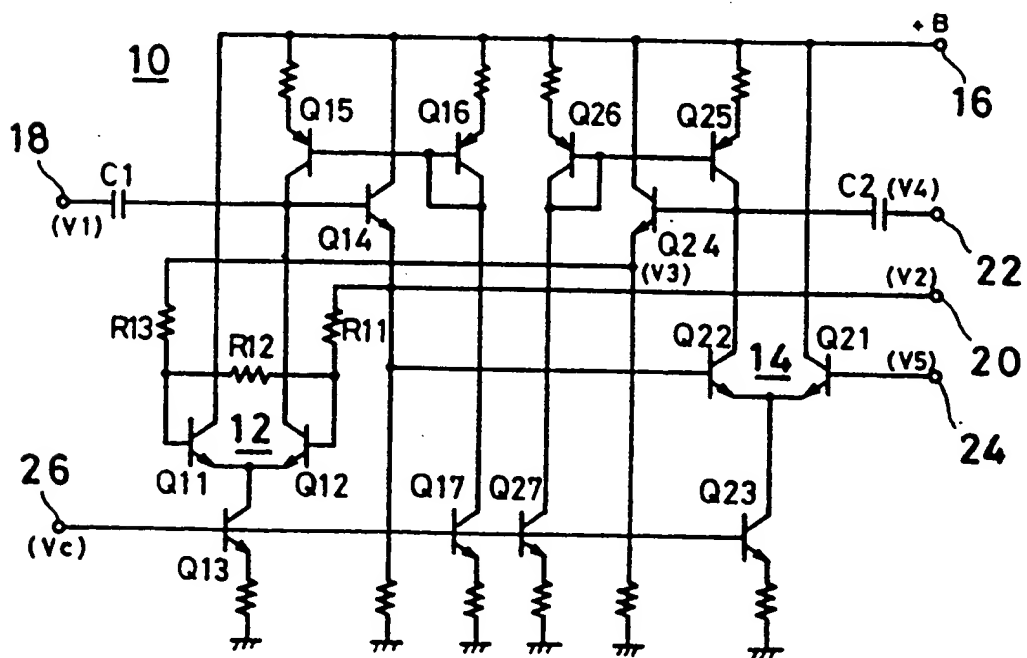 + B
10
16
Q15
Q16
Q26
Q25
18
C1
C2
(V4)
(V1)
Q14
Q24
22
(V3)
(V2)
R13
R11
20
R12
Q22
14
Q21
(V5)
12
24
26
Q11
Q12
Q17
Q27
Q23
(Vc)
Q13